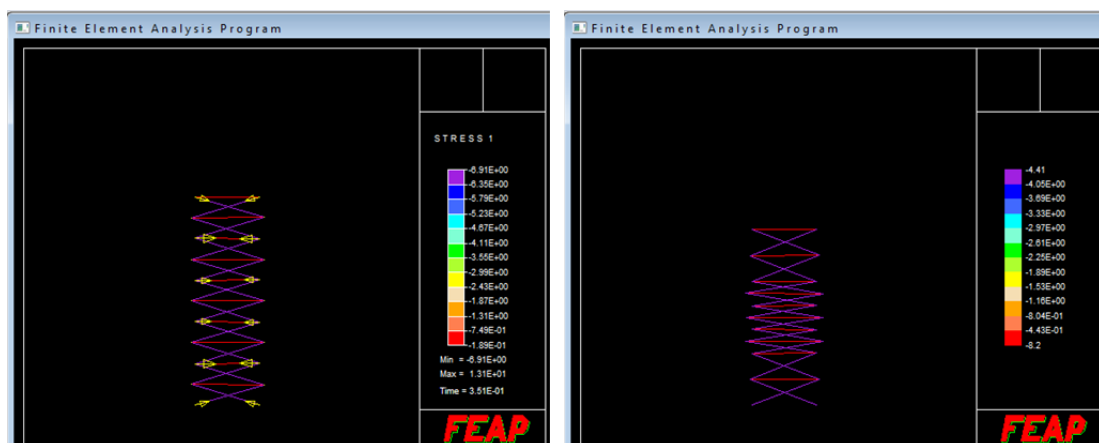 Finite Element Analysis Program
STRESS 1
-6.91E+00
-6.35E+00
-5.79E+00
-5.23E+00
-4.67E+00
-4.11E+00
-3.55E+00
-2.99E+00
-2.43E+00
-1.87E+00
-1.31E+00
-7.49E-01
-1.89E-01
Min = -6.91E+00
Max = 1.31E+01
Time = 3.51E-01
FEAP
Finite Element Analysis Program
-4.41
-4.05E+00
-3.69E+00
-3.33E+00
-2.97E+00
-2.61E+00
-2.25E+00
-1.89E+00
-1.53E+00
-1.16E+00
-8.04E-01
-4.43E-01
-8.2
FEAP